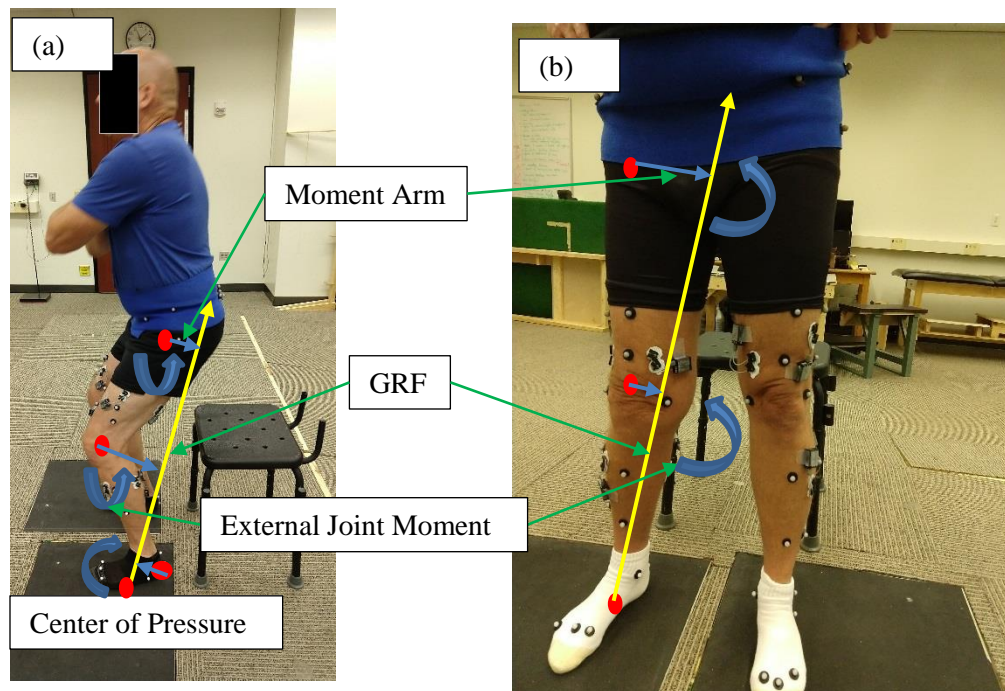 (a)
(b)
Moment Arm
GRF
External Joint Moment
Center of Pressure